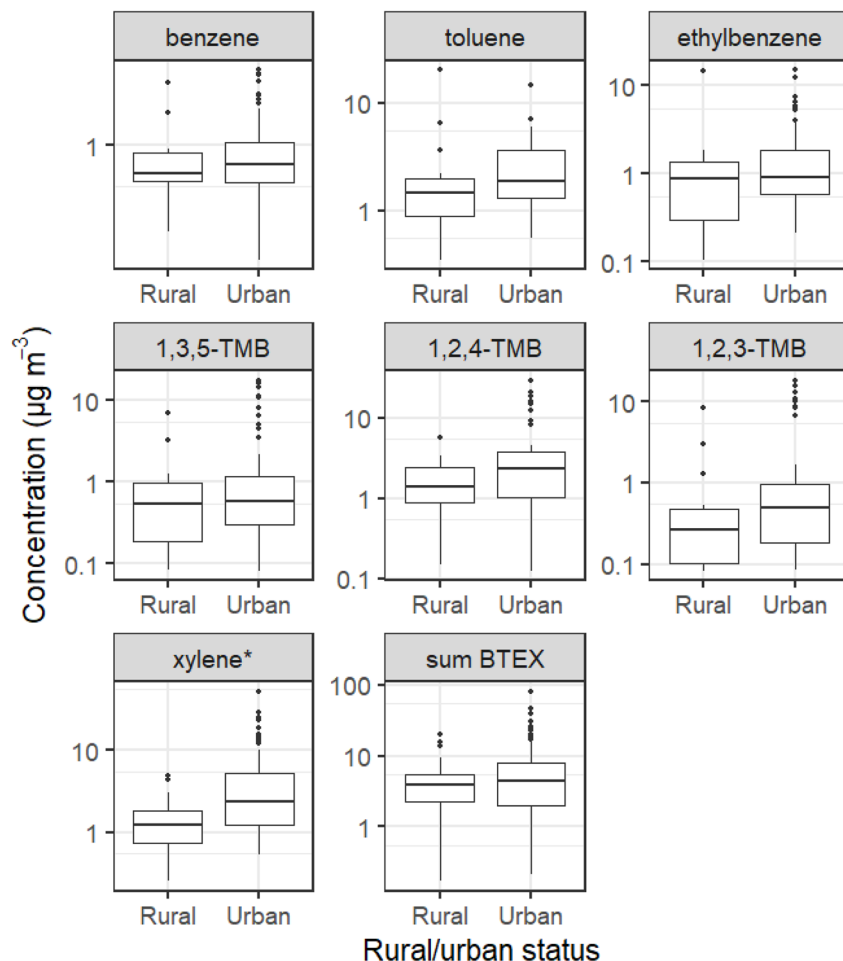 benzene toluene ethylbenzene
10
10
1
1
1
0.1
Rural Urban Rural Urban Rural Urban
Concentration (µg m⁻³)
1,3,5-TMB 1,2,4-TMB 1,2,3-TMB
10 10 10
1 1 1
0.1 0.1 0.1
Rural Urban Rural Urban Rural Urban
xylene* sum BTEX
100
10 10
1 1
Rural Urban Rural Urban
Rural/urban status